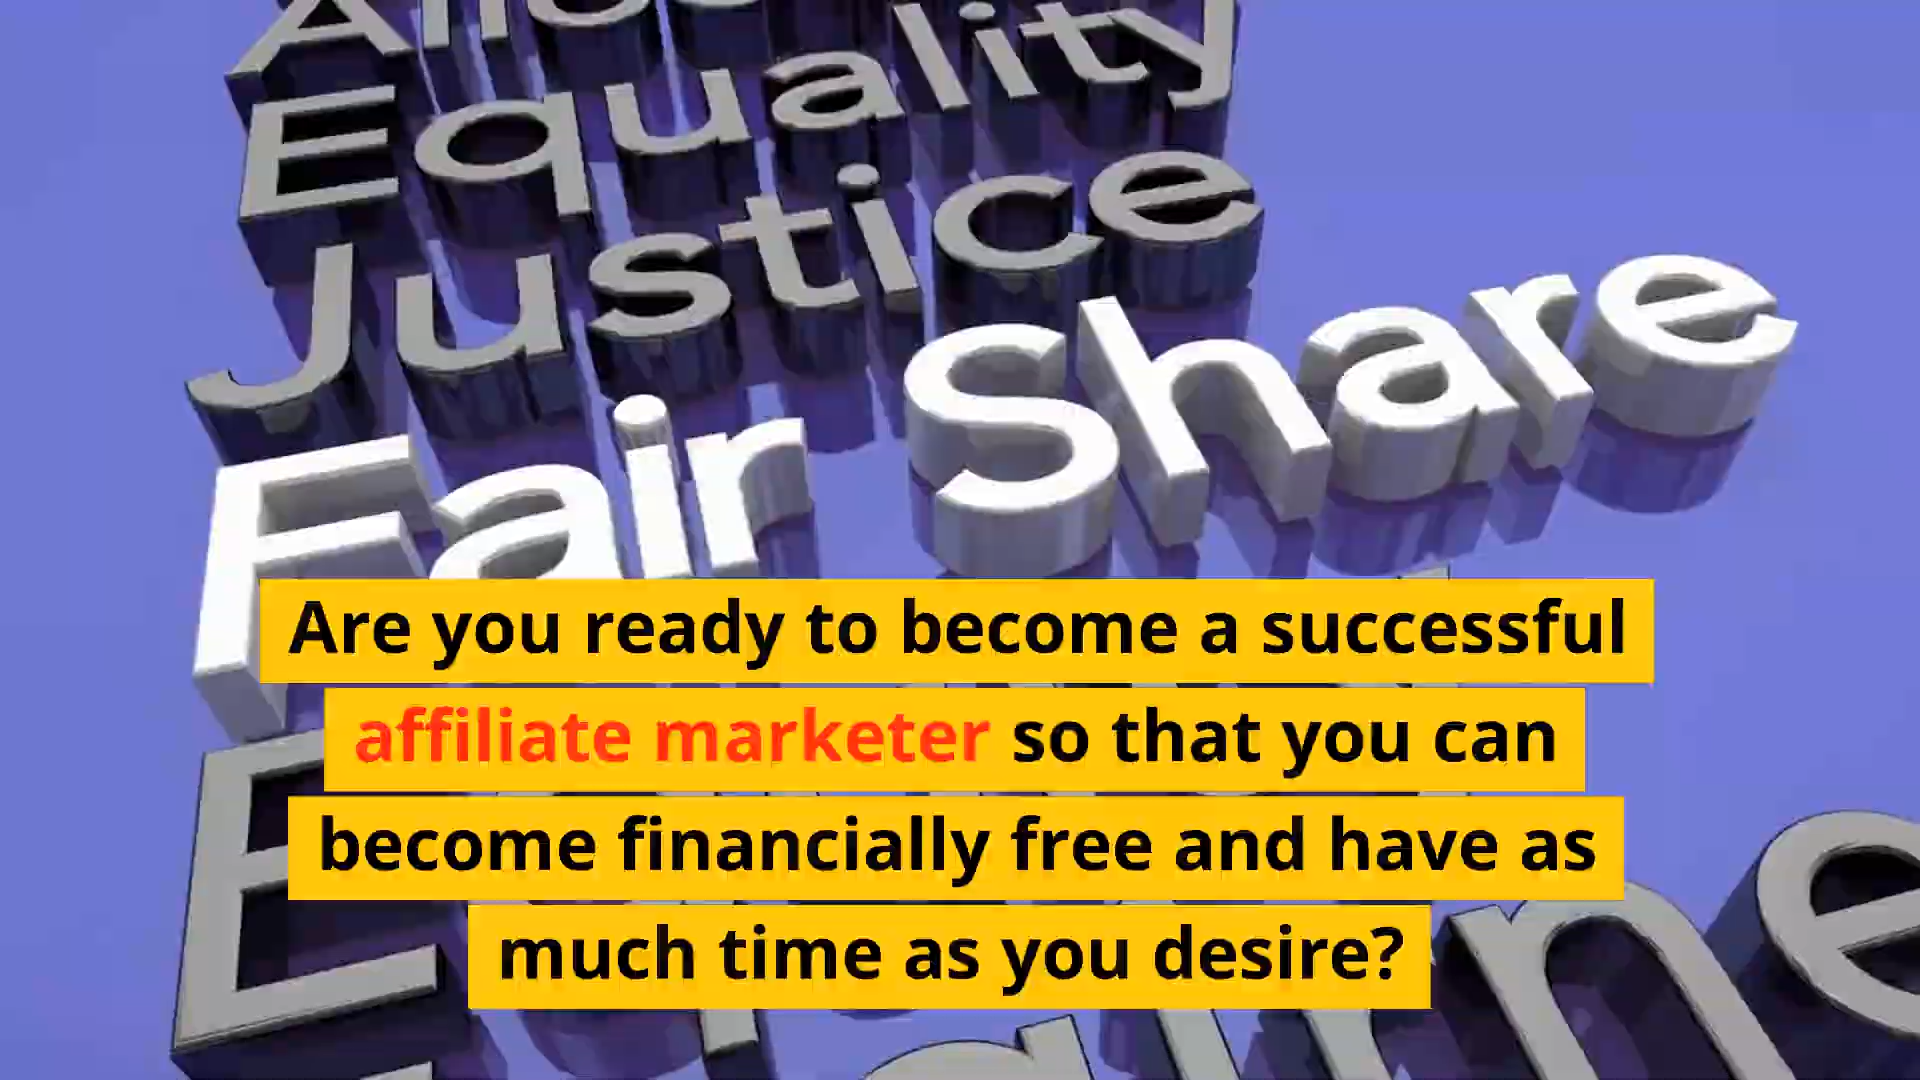 Equality
Justice
Fair Share
Are you ready to become a successful
affiliate marketer so that you can
become financially free and have as
much time as you desire?